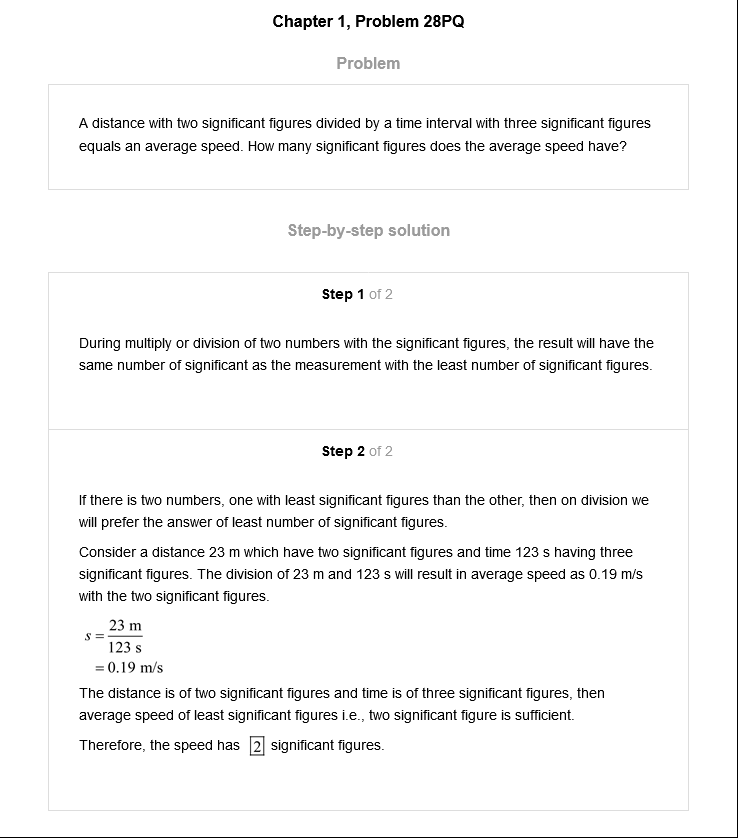 Chapter 1, Problem 28PQ
Problem
A distance with two significant figures divided by a time interval with three significant figures
equals an average speed. How many significant figures does the average speed have?
Step-by-step solution
Step 1 of 2
During multiply or division of two numbers with the significant figures, the result will have the
same number of significant as the measurement with the least number of significant figures.
Step 2 of 2
If there is two numbers, one with least significant figures than the other, then on division we
will prefer the answer of least number of significant figures.
Consider a distance 23 m which have two significant figures and time 123 s having three
significant figures. The division of 23 m and 123 s will result in average speed as 0.19 m/s
with the two significant figures.
s = 23 m / 123 s
= 0.19 m/s
The distance is of two significant figures and time is of three significant figures, then
average speed of least significant figures i.e., two significant figure is sufficient.
Therefore, the speed has 2 significant figures.